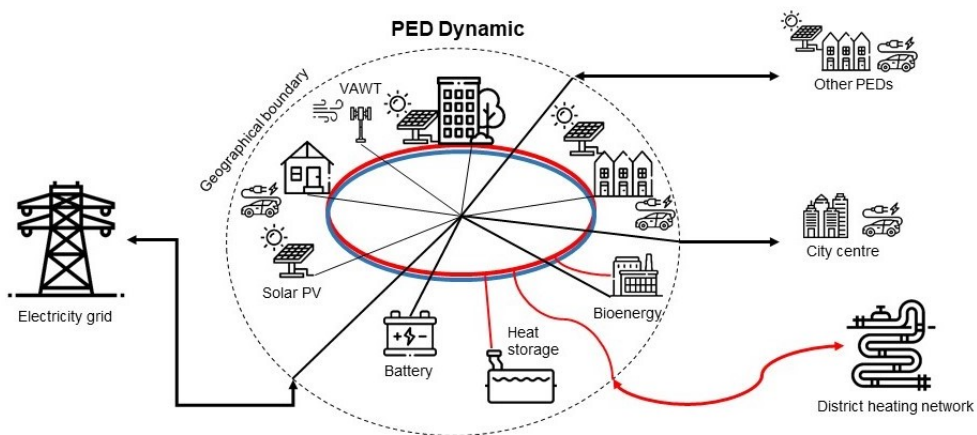 PED Dynamic
Geographical boundary
VAWT
Other PEDs
City centre
Electricity grid
Solar PV
Battery
Heat
storage
Bioenergy
District heating network